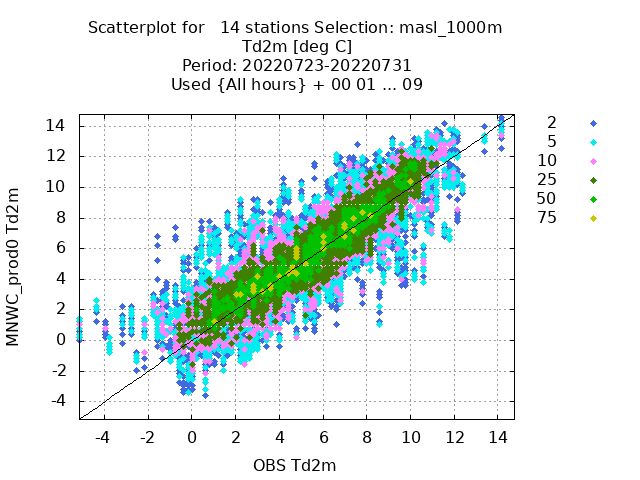 Scatterplot for 14 stations Selection: masl_1000m
Td2m [deg C]
Period: 20220723-20220731
Used {All hours} + 00 01 ... 09
2
5
10
25
50
75
MNWC_prod0 Td2m
14
12
10
8
6
4
2
0
-2
-4
-4 -2 0 2 4 6 8 10 12 14
OBS Td2m